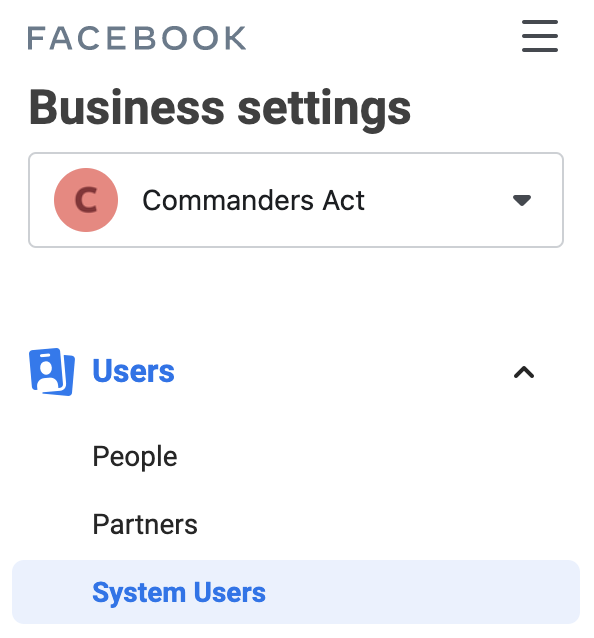 FACEBOOK
Business settings
C Commanders Act
Users
People
Partners
System Users